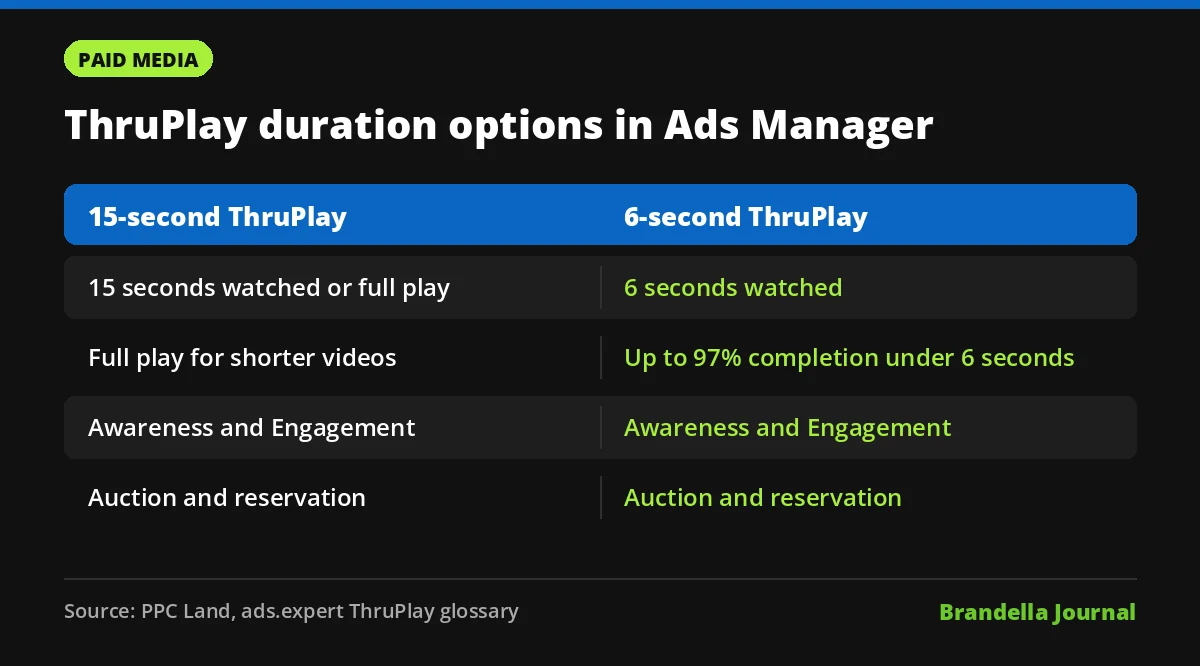 PAID MEDIA
ThruPlay duration options in Ads Manager
15-second ThruPlay 6-second ThruPlay
15 seconds watched or full play 6 seconds watched
Full play for shorter videos Up to 97% completion under 6 seconds
Awareness and Engagement Awareness and Engagement
Auction and reservation Auction and reservation
Source: PPC Land, ads.expert ThruPlay glossary Brandella Journal